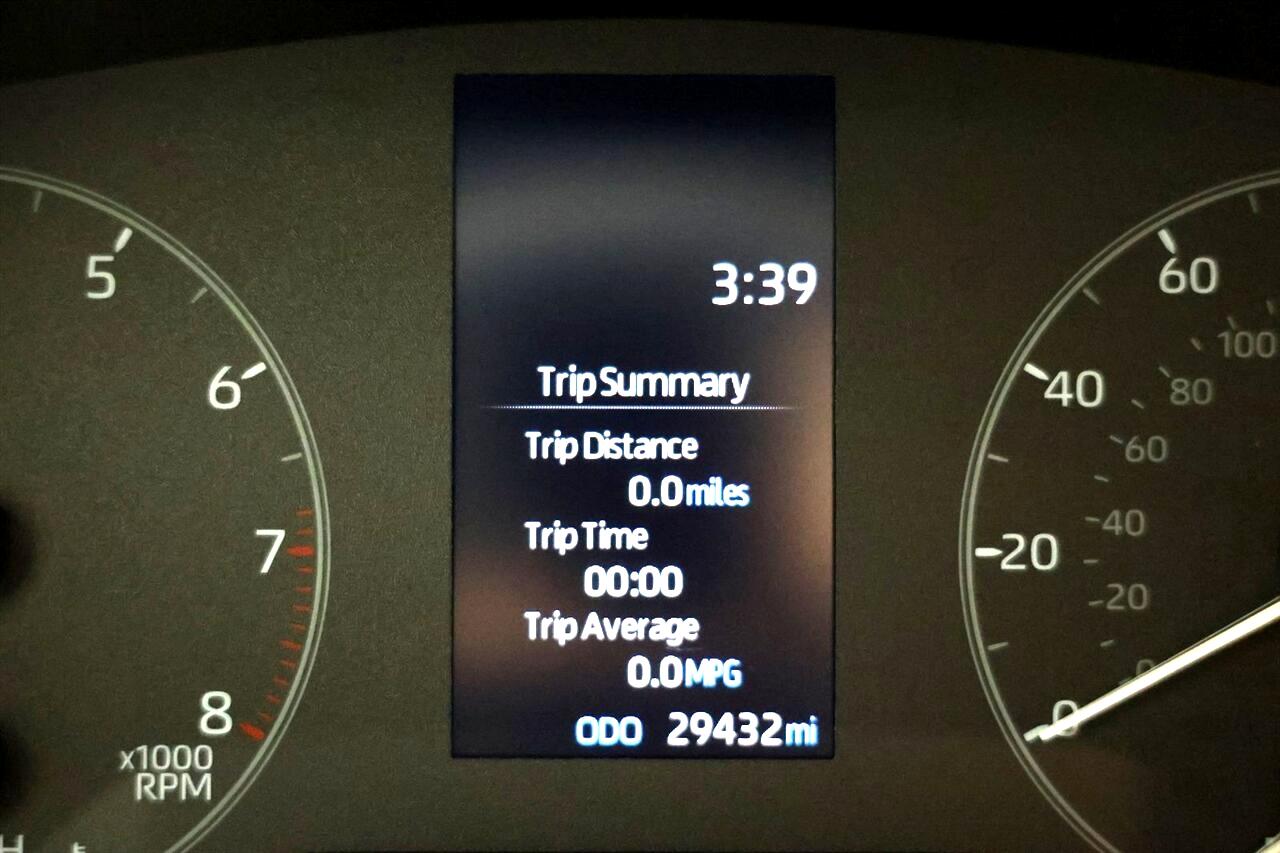 3:39
Trip Summary
Trip Distance
0.0 miles
Trip Time
00:00
Trip Average
0.0 MPG
ODO 29432 mi
5
6
7
8
x1000
RPM
H
60
40
20
0
100
80
60
40
20
0